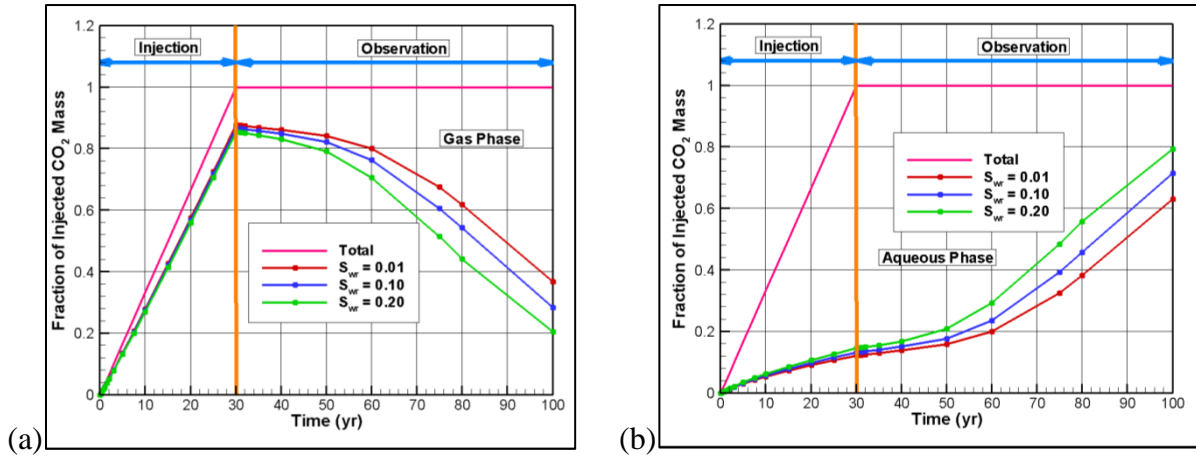 1.2
Injection
Observation
1
0.8
0.6
0.4
0.2
0
Fraction of Injected CO2 Mass
Gas Phase
Total
Swr = 0.01
Swr = 0.10
Swr = 0.20
0 10 20 30 40 50 60 70 80 90 100
Time (yr)
(a)
1.2
Injection
Observation
1
0.8
0.6
0.4
0.2
0
Fraction of Injected CO2 Mass
Total
Swr = 0.01
Swr = 0.10
Swr = 0.20
Aqueous Phase
0 10 20 30 40 50 60 70 80 90 100
Time (yr)
(b)